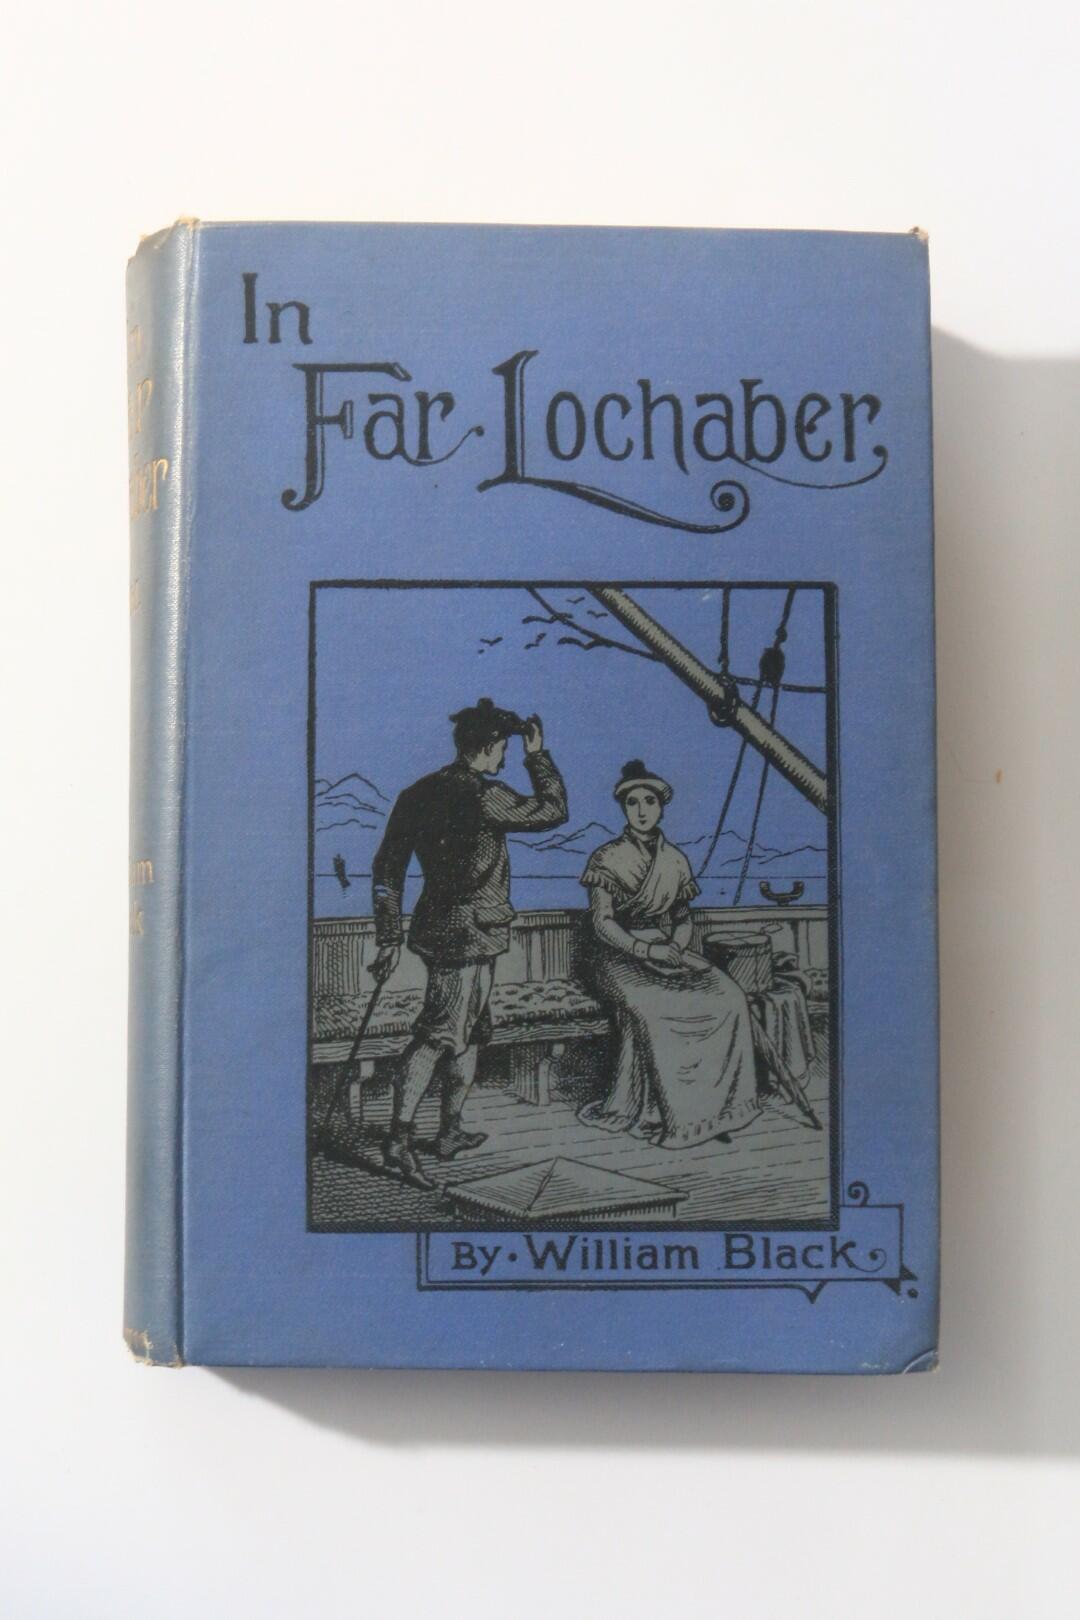 In
Far Lochaber
By · William Black